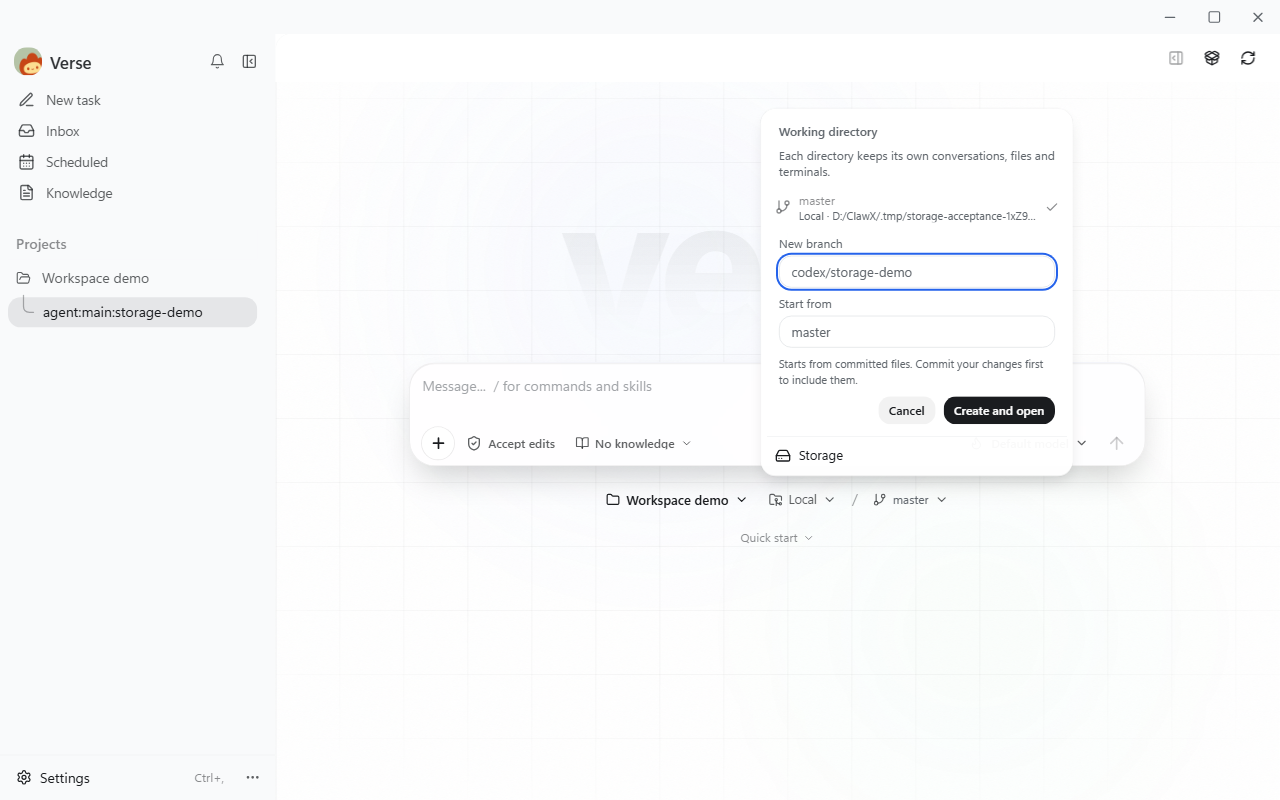 Verse
New task
Inbox
Scheduled
Knowledge
Projects
Workspace demo
agent:main:storage-demo
Settings
Ctrl+,
ve
Working directory
Each directory keeps its own conversations, files and
terminals.
master
Local · D:/ClawX/.tmp/storage-acceptance-1xZ9...
New branch
codex/storage-demo
Start from
master
Starts from committed files. Commit your changes first
to include them.
Cancel
Create and open
Storage
Message... / for commands and skills
Accept edits
No knowledge
Default model
Workspace demo
Local
/
master
Quick start